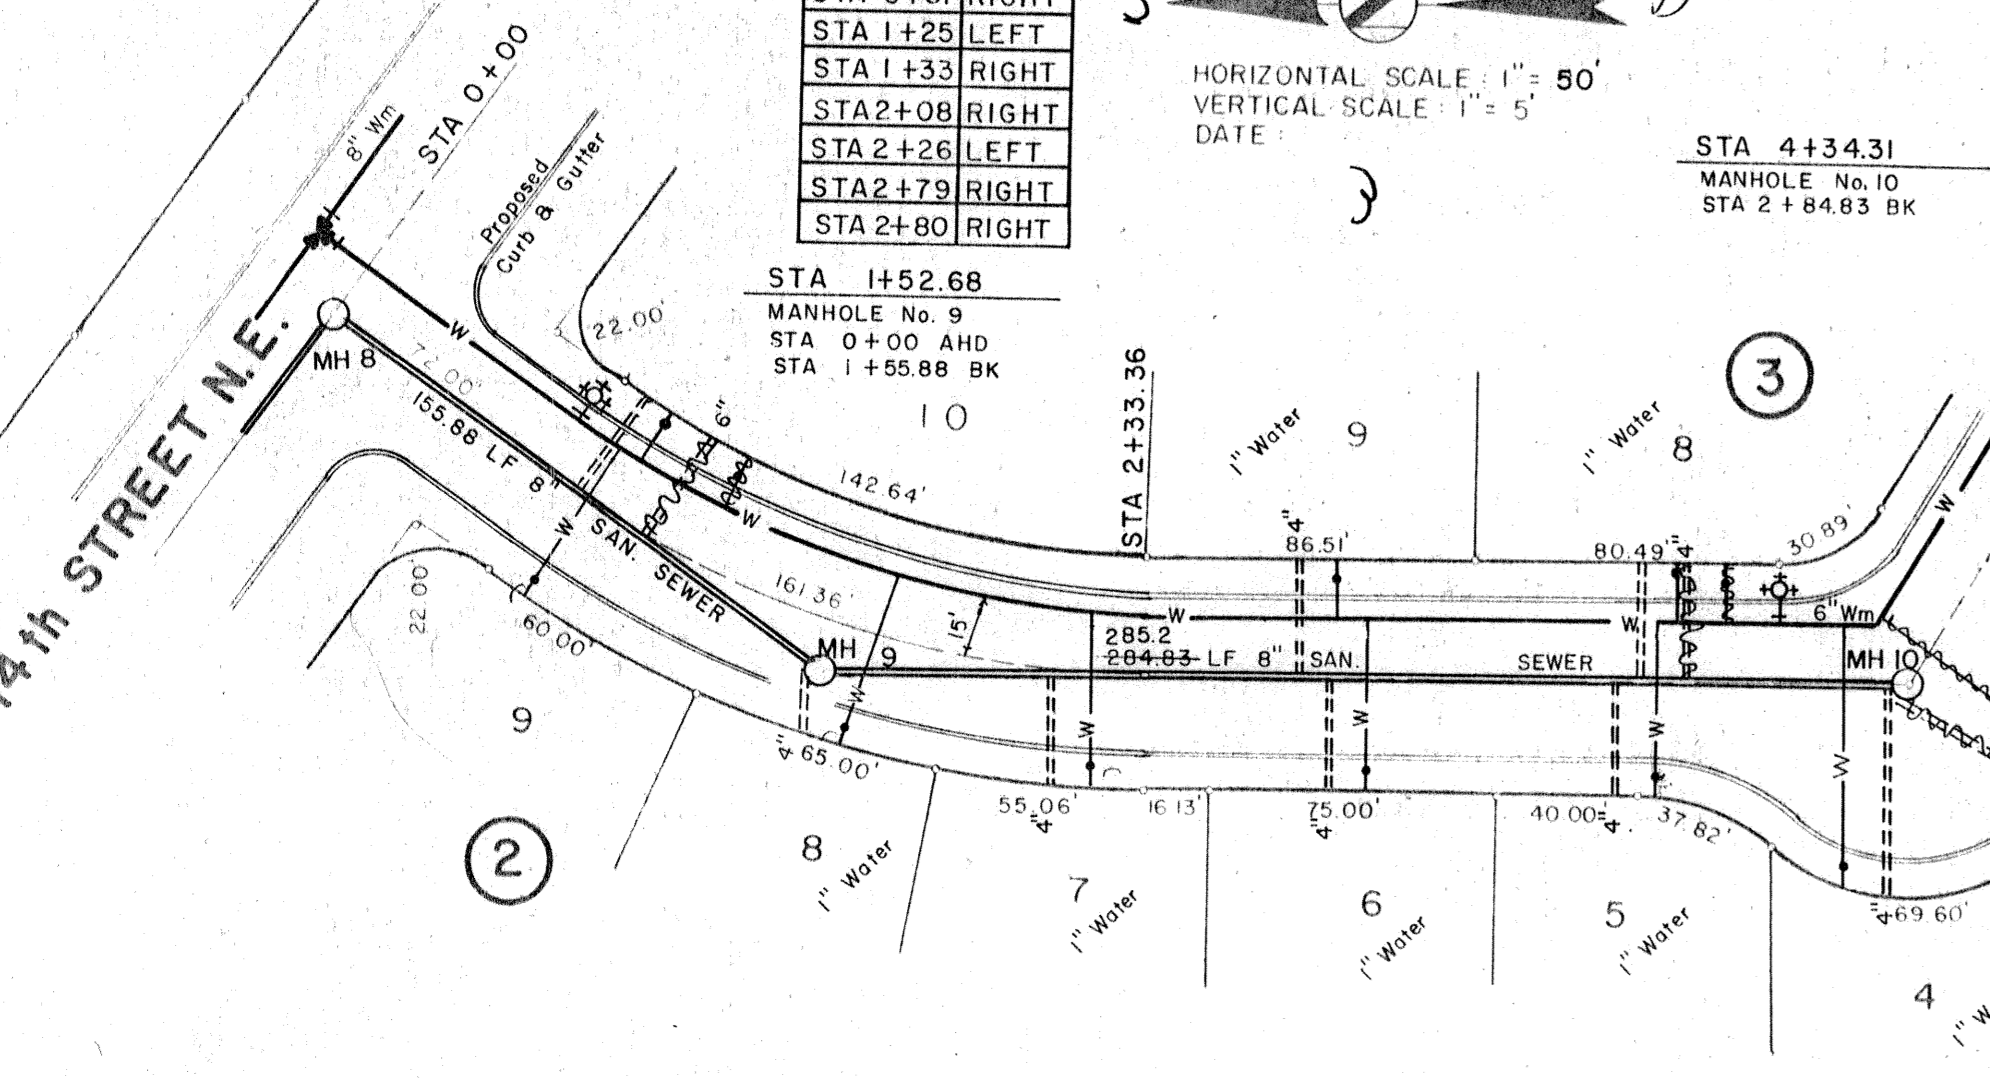 RIGHT
STA 1+25 LEFT
STA 1+33 RIGHT
STA 2+08 RIGHT
STA 2+26 LEFT
STA 2+79 RIGHT
STA 2+80 RIGHT
HORIZONTAL SCALE : 1" = 50'
VERTICAL SCALE : 1" = 5'
DATE :
3
STA 4+34.31
MANHOLE No. 10
STA 2+84.83 BK
STA 0+00
8" Wm
Proposed
Curb & Gutter
STA 1+52.68
MANHOLE No. 9
STA 0+00 AHD
STA 1+55.88 BK
14th STREET N.E.
MH 8
W
22.00'
72.00'
155.88 LF 8" SAN. SEWER
6"
10
142.64'
STA 2+33.36
1" Water
9
1" Water
8
3
4"
86.51'
80.49'
4"
30.89'
W
W
W
22.00'
60.00'
161.36'
15'
W
W
6" Wm
MH 9
285.2
284.83 LF 8" SAN. SEWER
MH 10
W
W
W
W
W
9
2
4"
65.00'
55.06'
4"
16.13'
75.00'
4"
40.00'
4"
37.82'
4"
69.60'
8
1" Water
7
1" Water
6
1" Water
5
1" Water
4
1" W